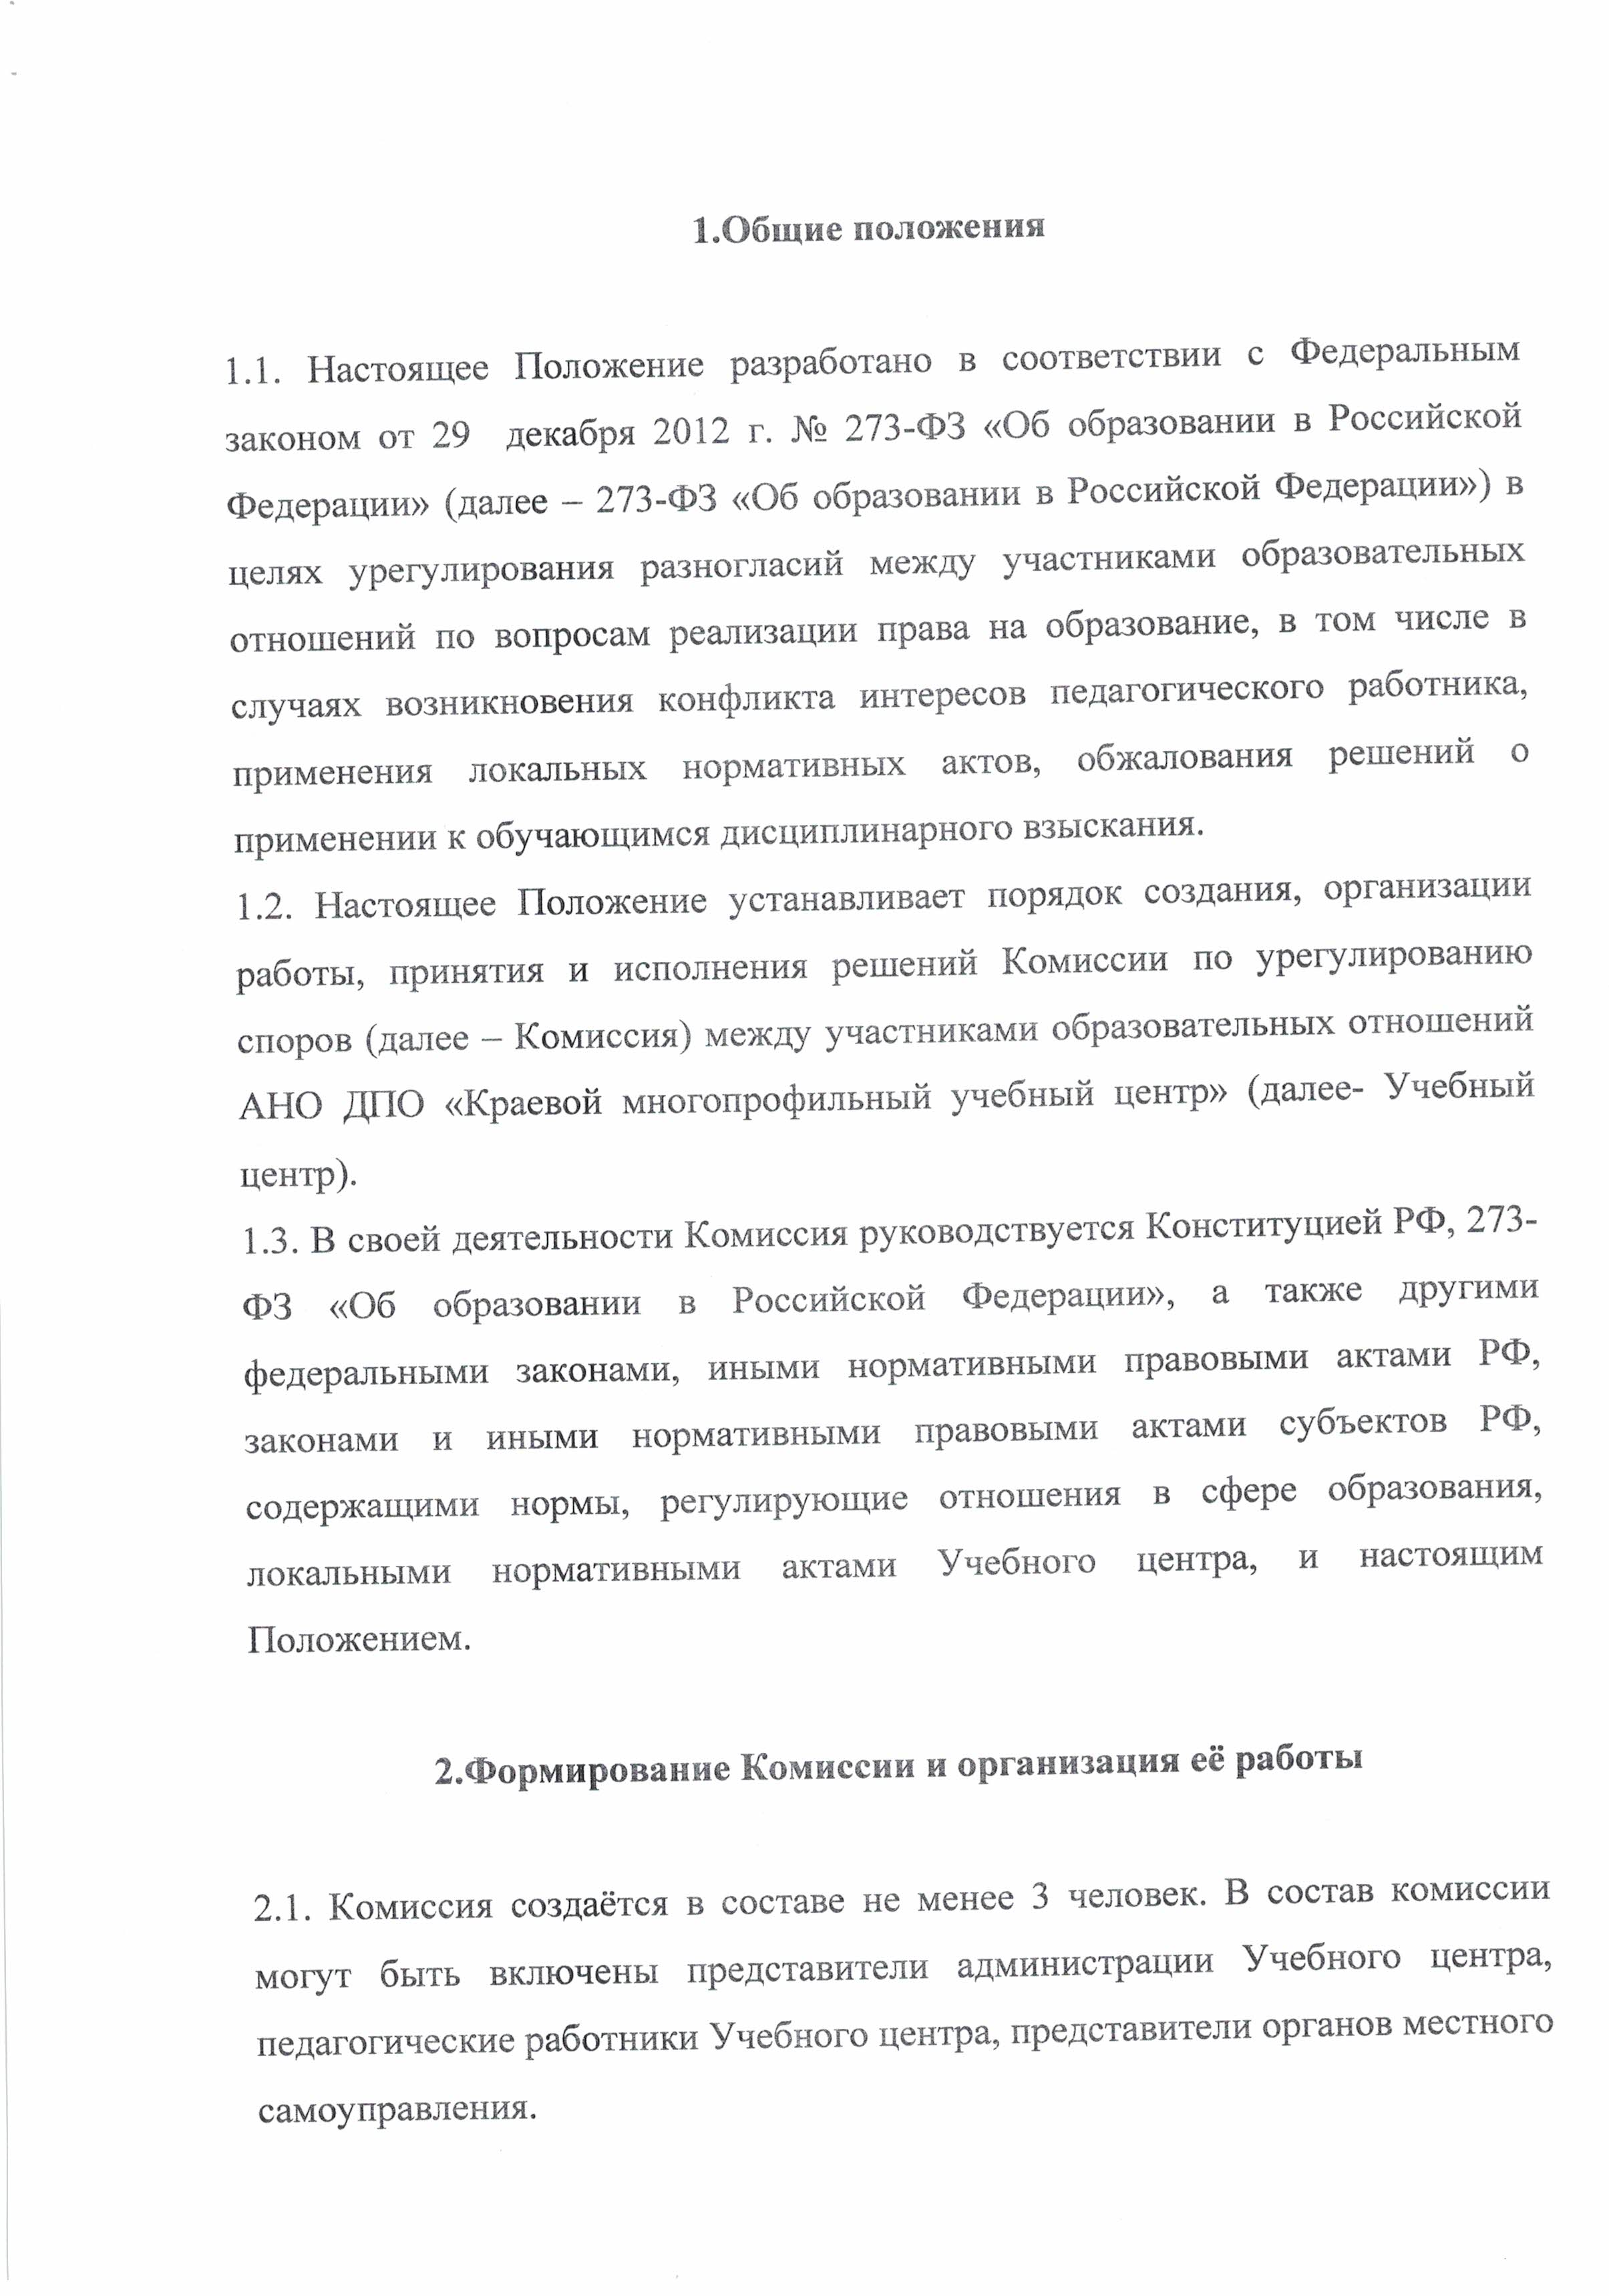 1.Общие положения
1.1. Настоящее Положение разработано в соответствии с Федеральным
законом от 29 декабря 2012 г. № 273-ФЗ «Об образовании в Российской
Федерации» (далее – 273-ФЗ «Об образовании в Российской Федерации») в
целях урегулирования разногласий между участниками образовательных
отношений по вопросам реализации права на образование, в том числе в
случаях возникновения конфликта интересов педагогического работника,
применения локальных нормативных актов, обжалования решений о
применении к обучающимся дисциплинарного взыскания.
1.2. Настоящее Положение устанавливает порядок создания, организации
работы, принятия и исполнения решений Комиссии по урегулированию
споров (далее – Комиссия) между участниками образовательных отношений
АНО ДПО «Краевой многопрофильный учебный центр» (далее- Учебный
центр).
1.3. В своей деятельности Комиссия руководствуется Конституцией РФ, 273-
ФЗ «Об образовании в Российской Федерации», а также другими
федеральными законами, иными нормативными правовыми актами РФ,
законами и иными нормативными правовыми актами субъектов РФ,
содержащими нормы, регулирующие отношения в сфере образования,
локальными нормативными актами Учебного центра, и настоящим
Положением.
2.Формирование Комиссии и организация её работы
2.1. Комиссия создаётся в составе не менее 3 человек. В состав комиссии
могут быть включены представители администрации Учебного центра,
педагогические работники Учебного центра, представители органов местного
самоуправления.